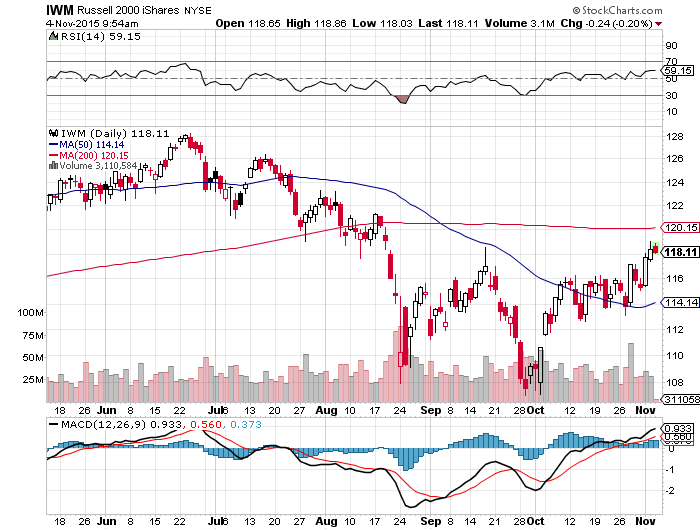 IWM Russell 2000 iShares NYSE © StockCharts.com
4-Nov-2015 9:54am Open 118.65 High 118.86 Low 118.03 Last 118.11 Volume 3.1M Chg -0.24 (-0.20%)
RSI(14) 59.15
90
70
59.15
50
30
10
IWM (Daily) 118.11
MA(50) 114.14
MA(200) 120.15
Volume 3,110,584
128
126
124
122
120.15
118.11
116
114.14
112
110
108
311058
100M
75M
50M
25M
18 26 Jun 8 15 22 Jul 6 13 20 27 Aug 10 17 24 Sep 8 14 21 28 Oct 12 19 26 Nov
MACD(12,26,9) 0.933, 0.560, 0.373
0.933
0.560
0
-1
-2
18 26 Jun 8 15 22 Jul 6 13 20 27 Aug 10 17 24 Sep 8 14 21 28 Oct 12 19 26 Nov